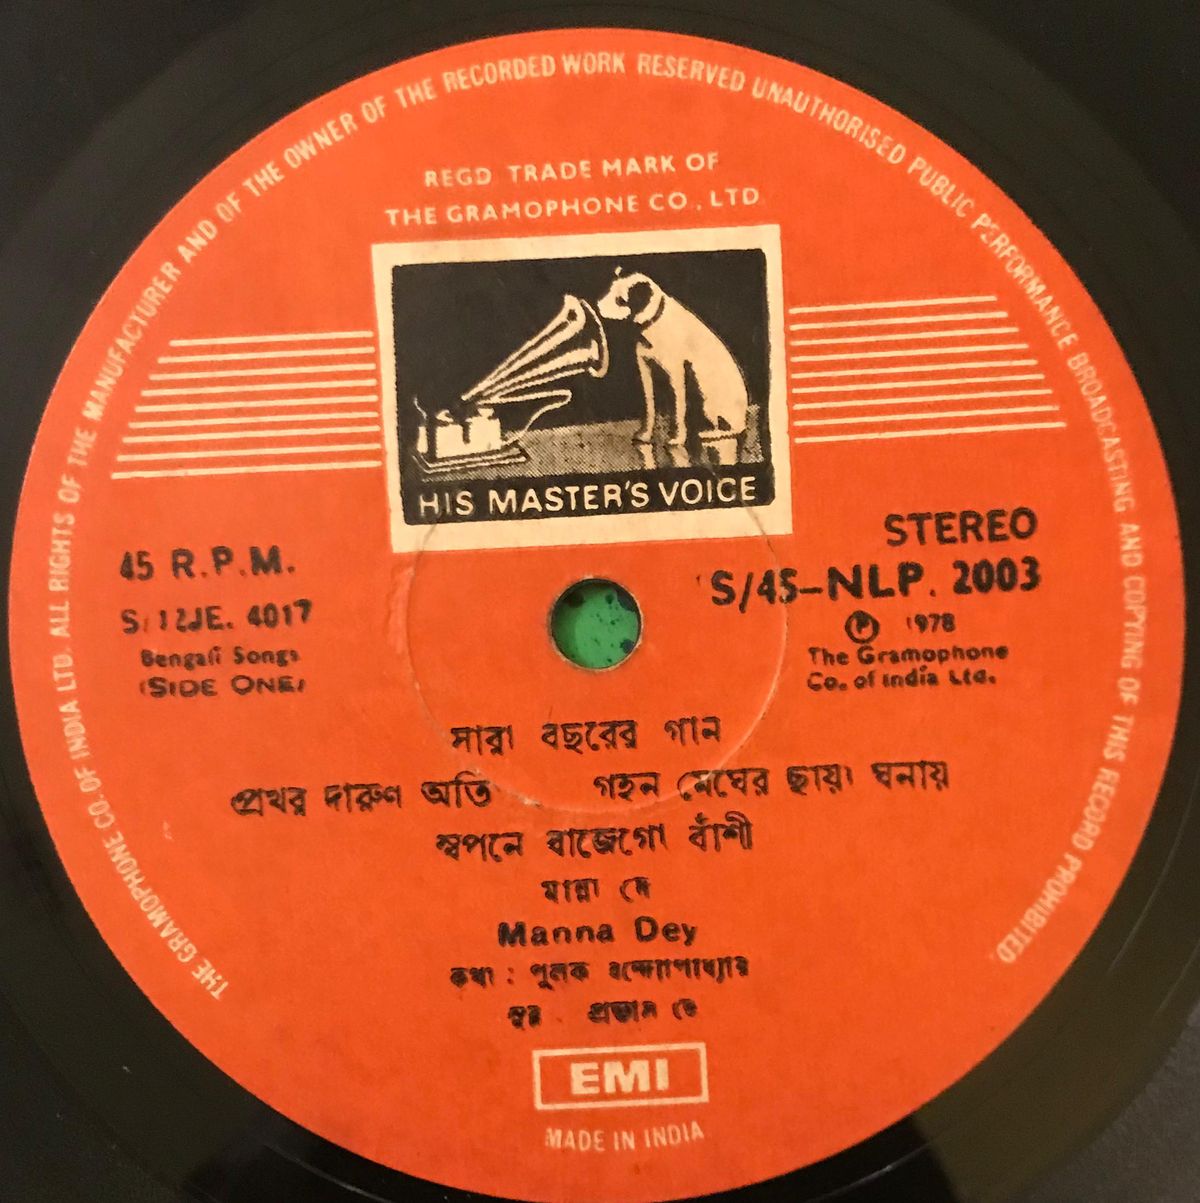 THE GRAMOPHONE CO. OF INDIA LTD. ALL RIGHTS OF THE MANUFACTURER AND OF THE OWNER OF THE RECORDED WORK RESERVED UNAUTHORISED PUBLIC PERFORMANCE BROADCASTING AND COPYING OF THIS RECORD PROHIBITED.
REGD TRADE MARK OF
THE GRAMOPHONE CO., LTD
HIS MASTER'S VOICE
STEREO
45 R.P.M.
S/45-NLP. 2003
S/12JE. 4017
Ⓟ 1978
Bengali Songs
The Gramophone
(SIDE ONE)
Co. of India Ltd.
সারা বছরের গান
প্রখর দারুণ অতি গহন মেঘের ছায়া ঘনায়
স্বপনে বাজেগো বাঁশী
মান্না দে
Manna Dey
কথা : পুলক বন্দ্যোপাধ্যায়
সুর প্রভাস দে
EMI
MADE IN INDIA